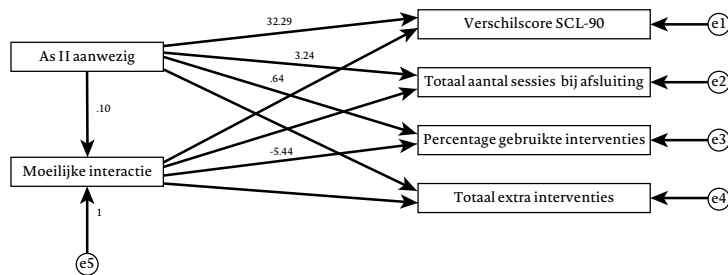 32.29
Verschilscore SCL-90
e1
As II aanwezig
3.24
.64
Totaal aantal sessies bij afsluiting
e2
.10
Percentage gebruikte interventies
e3
-5.44
Moeilijke interactie
Totaal extra interventies
e4
1
e5